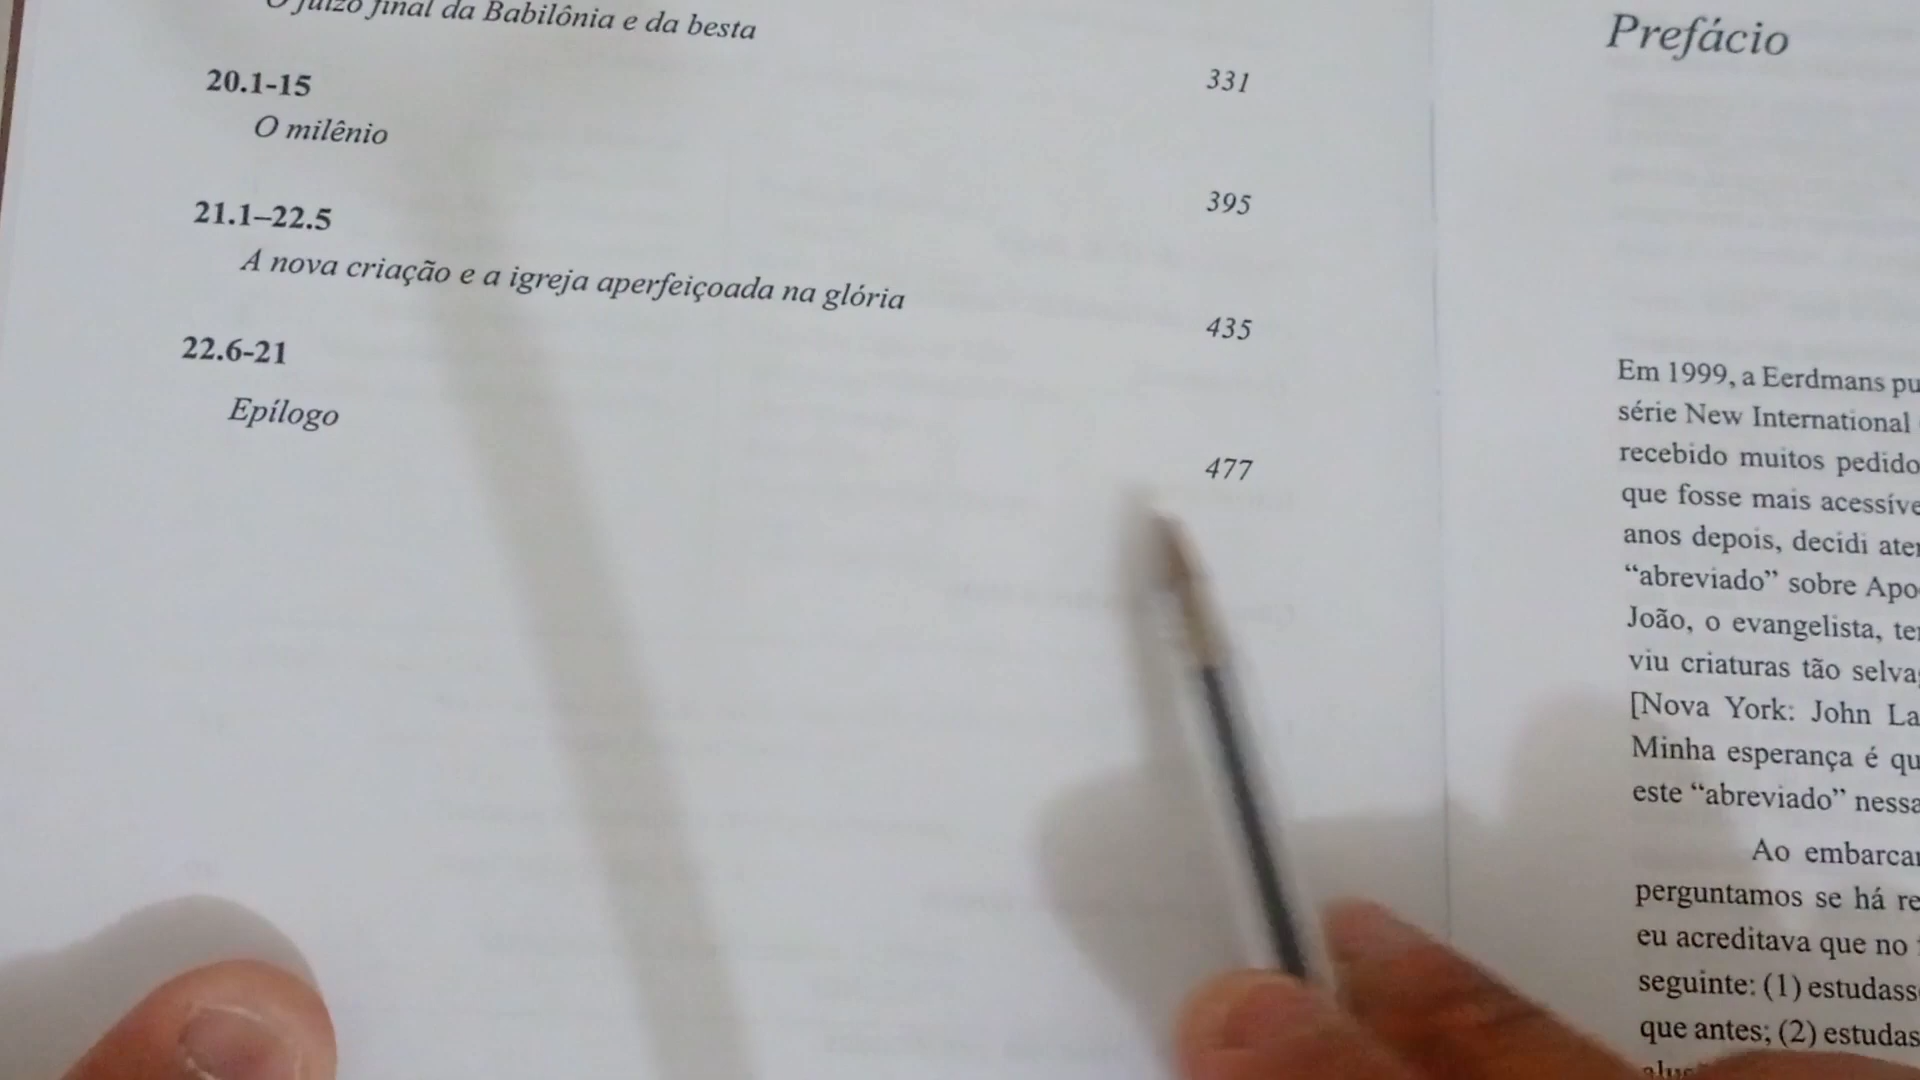 O juízo final da Babilônia e da besta
331
20.1-15
O milênio
395
21.1–22.5
A nova criação e a igreja aperfeiçoada na glória
435
22.6-21
Epílogo
477
Prefácio
Em 1999, a Eerdmans pu
série New International
recebido muitos pedido
que fosse mais acessíve
anos depois, decidi ate
“abreviado” sobre Apo
João, o evangelista, te
viu criaturas tão selva
[Nova York: John La
Minha esperança é qu
este “abreviado” nessa
Ao embarca
perguntamos se há re
eu acreditava que no
seguinte: (1) estudass
que antes; (2) estudas